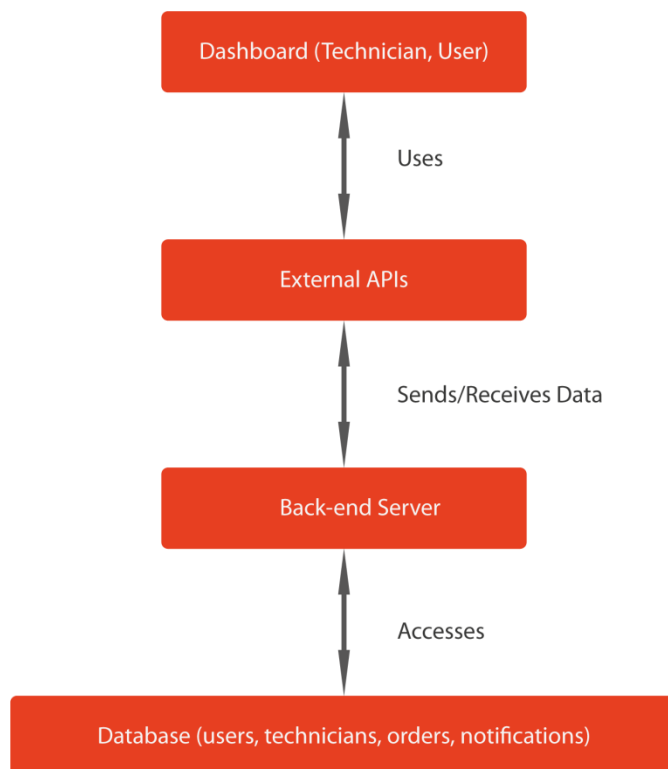 Dashboard (Technician, User)
Uses
External APIs
Sends/Receives Data
Back-end Server
Accesses
Database (users, technicians, orders, notifications)